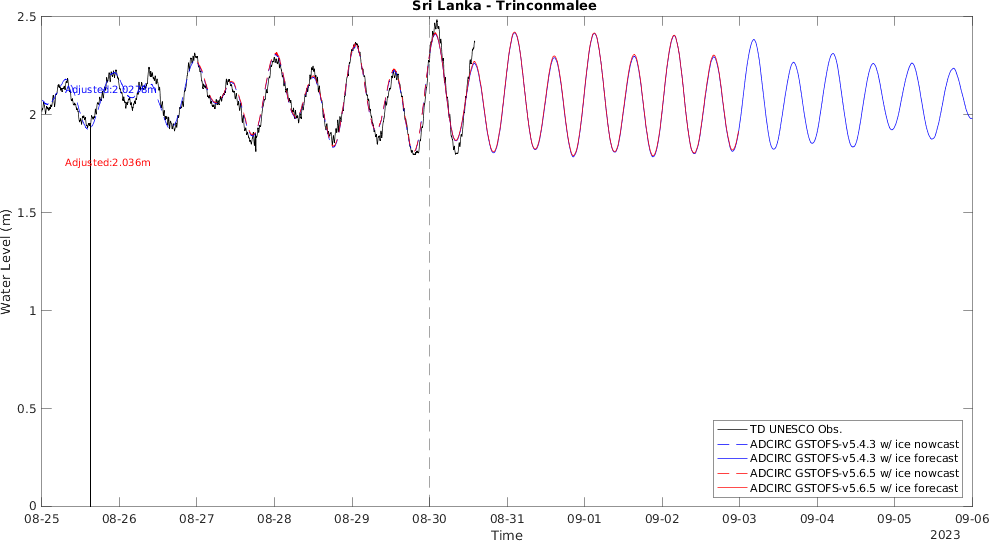 Sri Lanka - Trinconmalee
2.5
2
1.5
1
0.5
0
Water Level (m)
Adjusted:2.0278m
Adjusted:2.036m
TD UNESCO Obs.
ADCIRC GSTOFS-v5.4.3 w/ ice nowcast
ADCIRC GSTOFS-v5.4.3 w/ ice forecast
ADCIRC GSTOFS-v5.6.5 w/ ice nowcast
ADCIRC GSTOFS-v5.6.5 w/ ice forecast
08-25 08-26 08-27 08-28 08-29 08-30 08-31 09-01 09-02 09-03 09-04 09-05 09-06
Time
2023